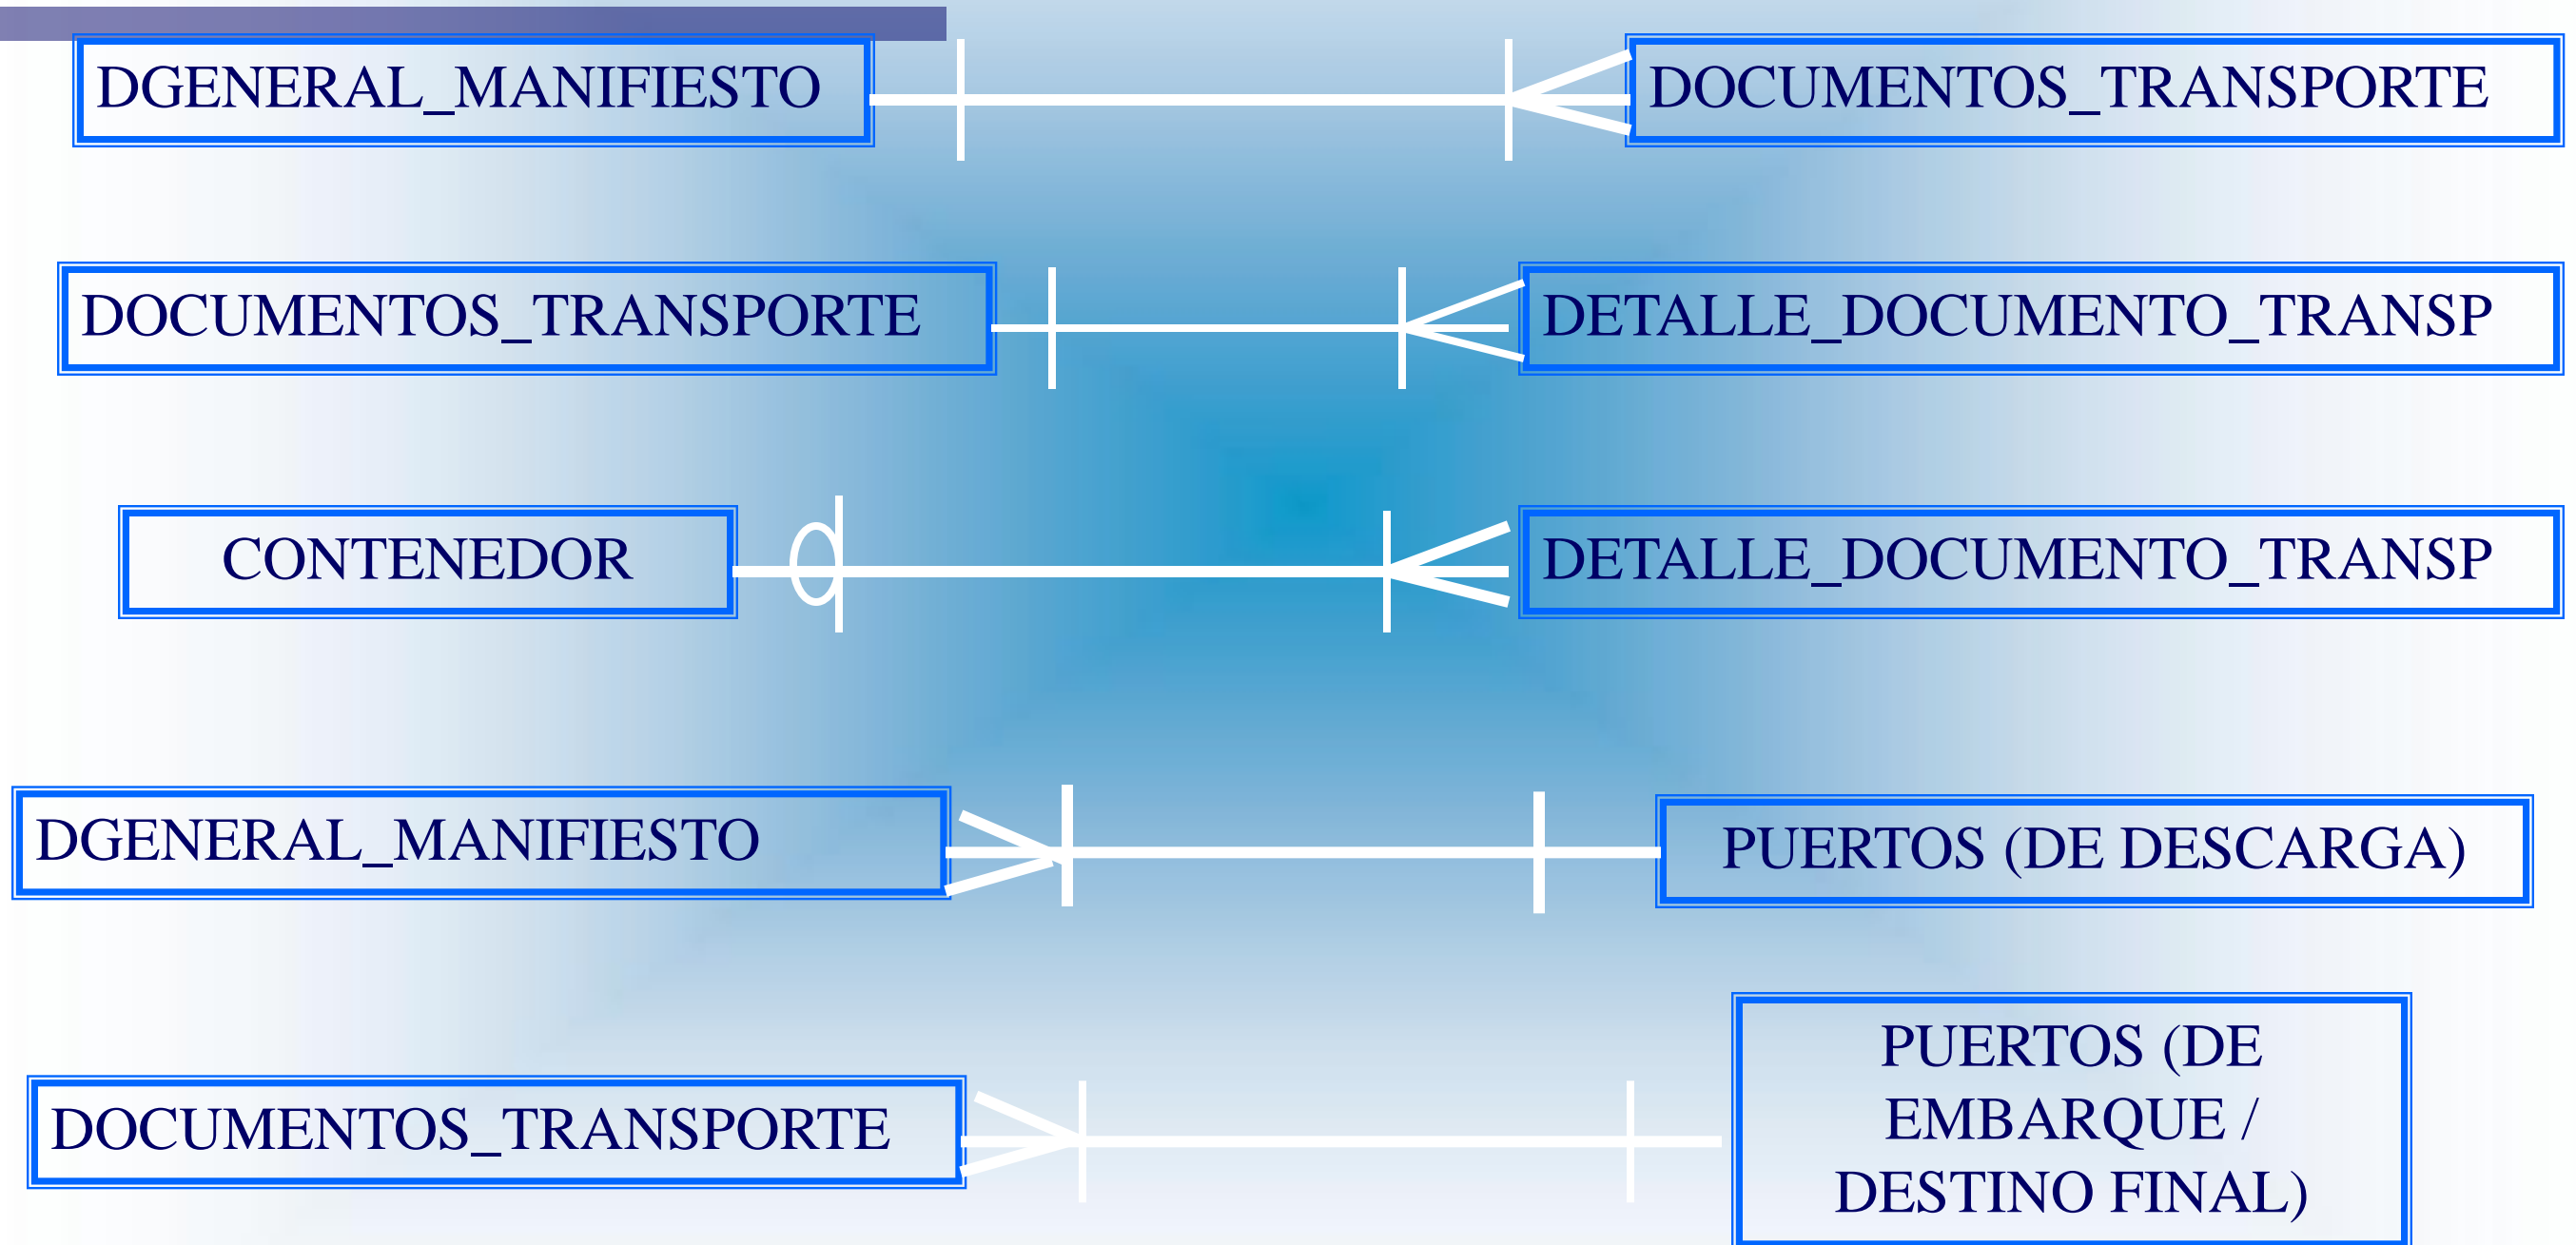 DGENERAL_MANIFIESTO
DOCUMENTOS_TRANSPORTE
DOCUMENTOS_TRANSPORTE
DETALLE_DOCUMENTO_TRANSP
CONTENEDOR
DETALLE_DOCUMENTO_TRANSP
DGENERAL_MANIFIESTO
PUERTOS (DE DESCARGA)
DOCUMENTOS_TRANSPORTE
PUERTOS (DE
EMBARQUE /
DESTINO FINAL)